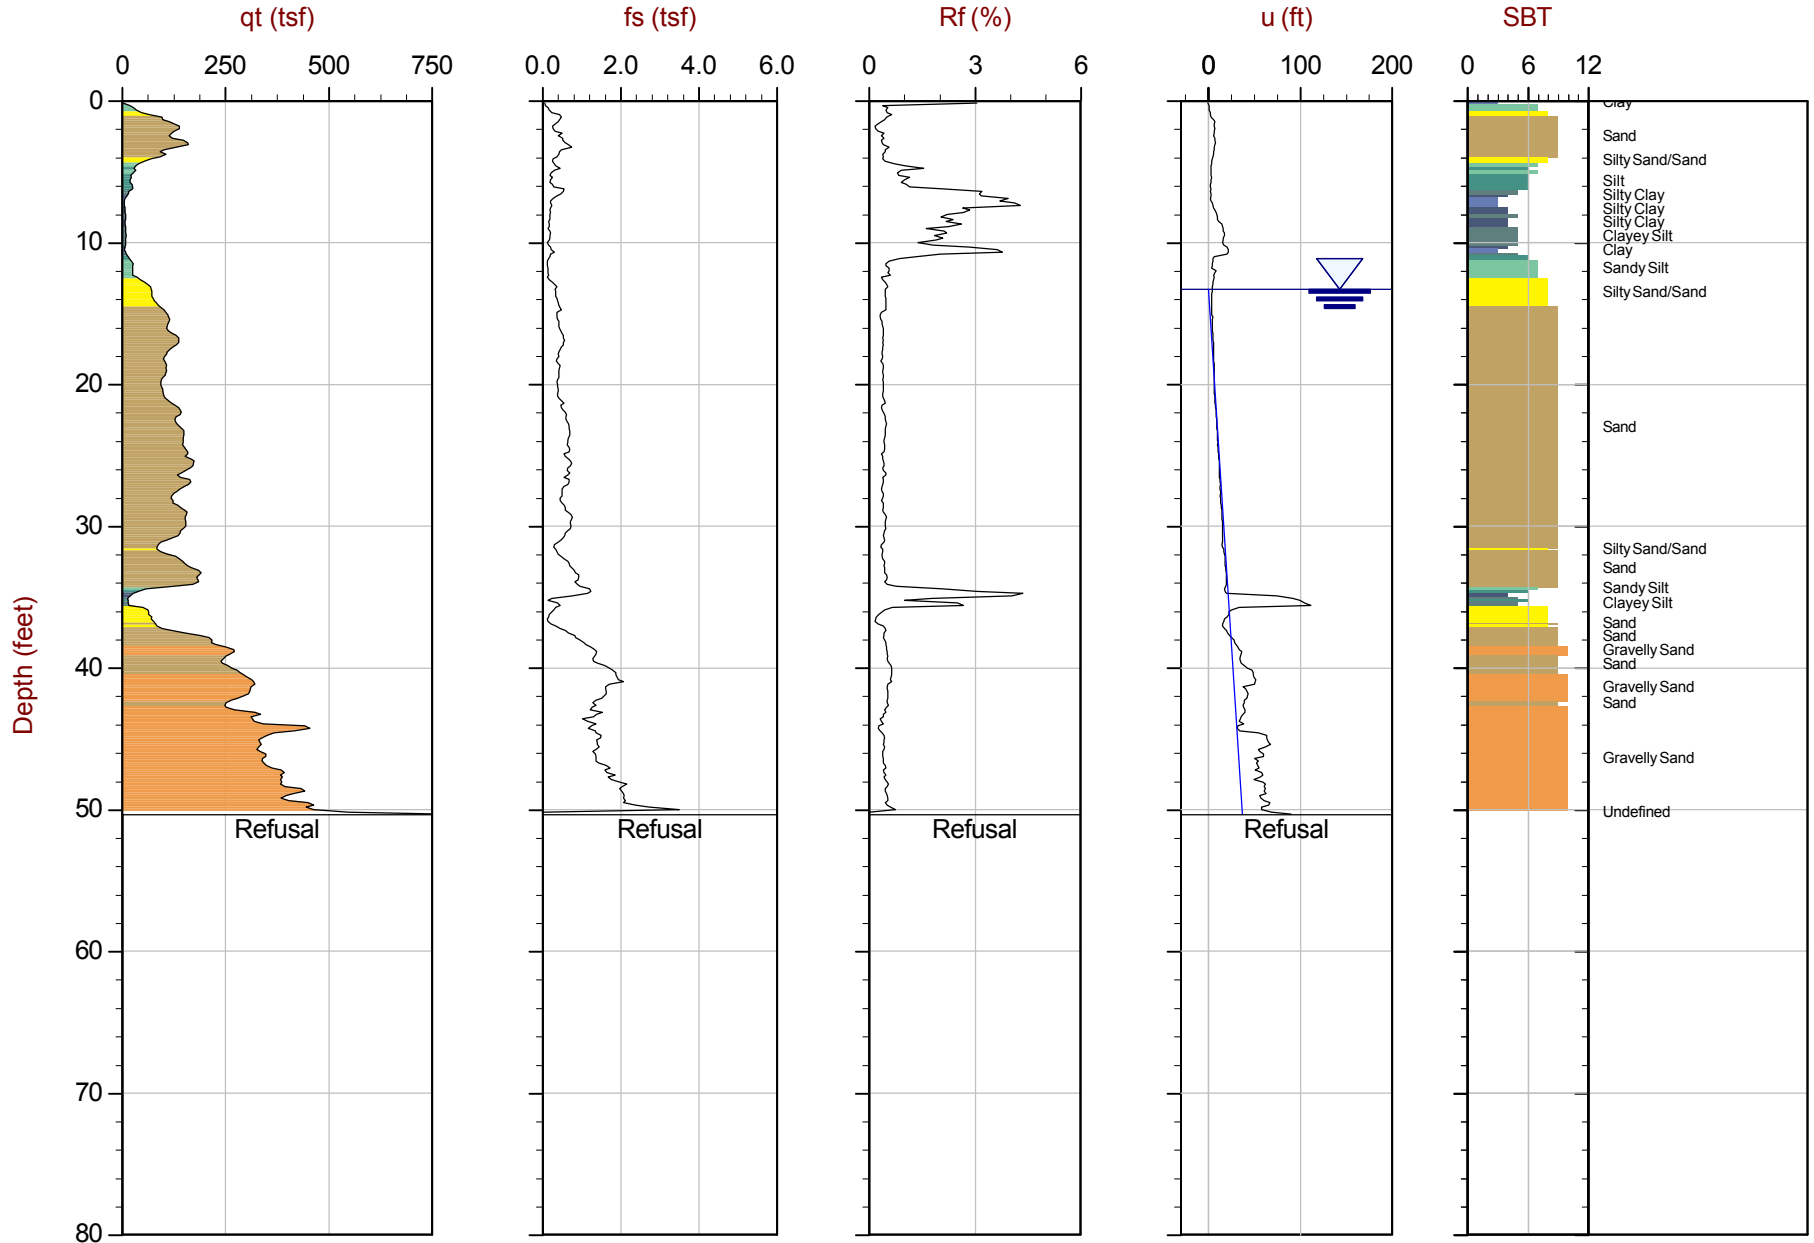 qt (tsf) fs (tsf) Rf (%) u (ft) SBT
0 250 500 750 0.0 2.0 4.0 6.0 0 3 6 0 100 200 0 6 12
0
Clay
Sand
Silty Sand/Sand
Silt
Silty Clay
Silty Clay
Silty Clay
Clayey Silt
10
Clay
Sandy Silt
Silty Sand/Sand
20
Sand
30
Silty Sand/Sand
Sand
Sandy Silt
Clayey Silt
Sand
Sand
Gravelly Sand
Sand
40
Gravelly Sand
Sand
Gravelly Sand
50
Undefined
Refusal Refusal Refusal Refusal
60
70
80
Depth (feet)